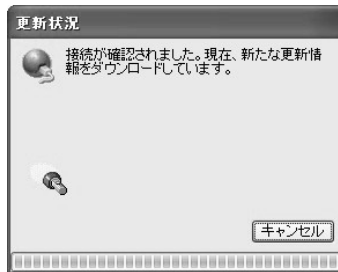 更新状況
接続が確認されました。現在、新たな更新情
報をダウンロードしています。
キャンセル